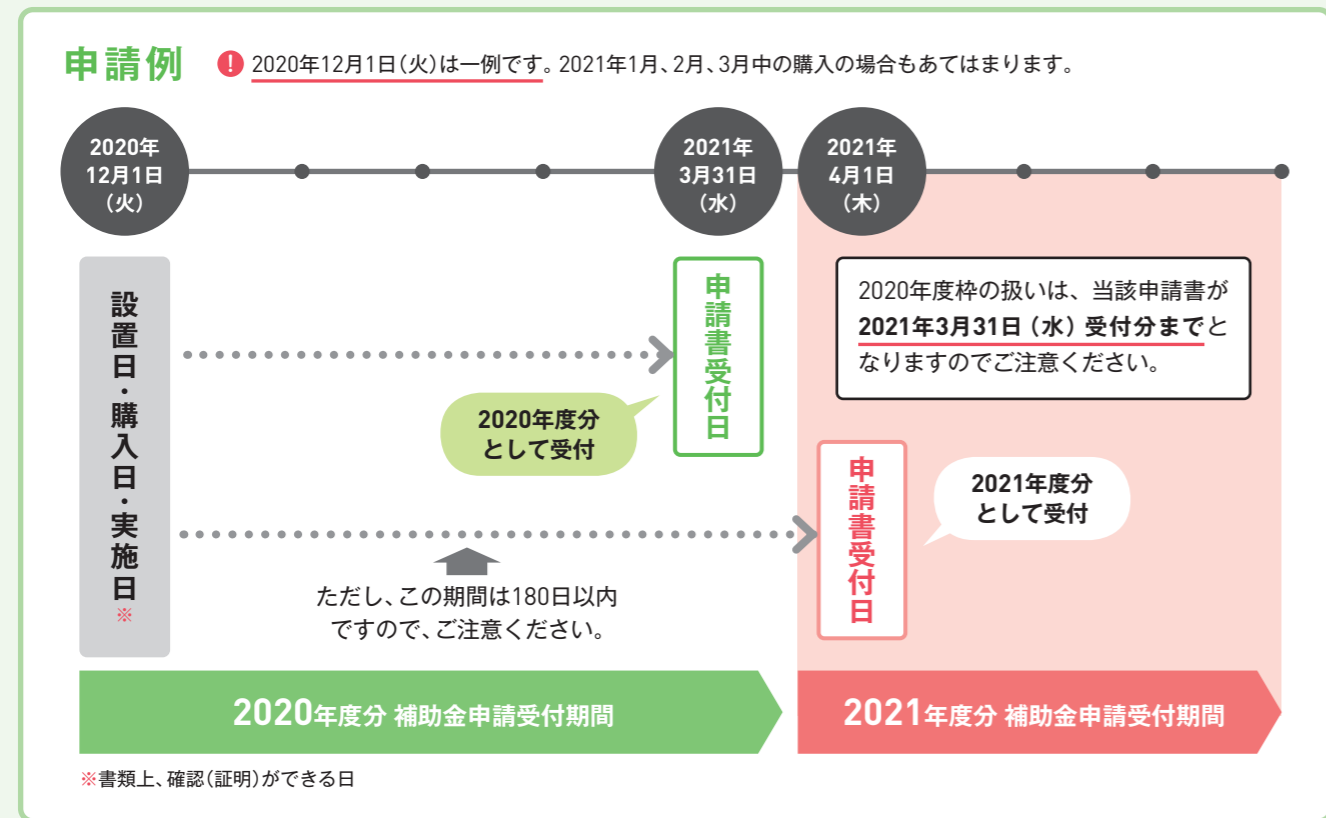 申請例
! 2020年12月1日(火)は一例です。2021年1月、2月、3月中の購入の場合もあてはまります。
2020年
12月1日
(火)
2021年
3月31日
(水)
2021年
4月1日
(木)
設置日・購入日・実施日※
申請書受付日
2020年度分
として受付
2020年度枠の扱いは、当該申請書が
2021年3月31日(水)受付分までと
なりますのでご注意ください。
申請書受付日
2021年度分
として受付
ただし、この期間は180日以内
ですので、ご注意ください。
2020年度分 補助金申請受付期間
2021年度分 補助金申請受付期間
※書類上、確認(証明)ができる日